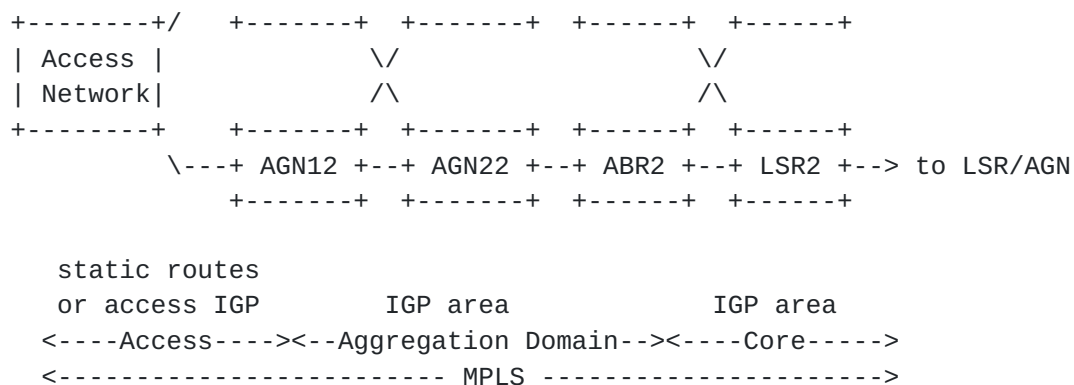 +--------+/   +-------+  +-------+  +------+  +------+
| Access |             \/                  \/
| Network|             /\                  /\
+--------+    +-------+  +-------+  +------+  +------+
          \---+ AGN12 +--+ AGN22 +--+ ABR2 +--+ LSR2 +--> to LSR/AGN
              +-------+  +-------+  +------+  +------+
static routes
or access IGP       IGP area              IGP area
<----Access----><--Aggregation Domain--><----Core----->
<------------------------- MPLS ---------------------->